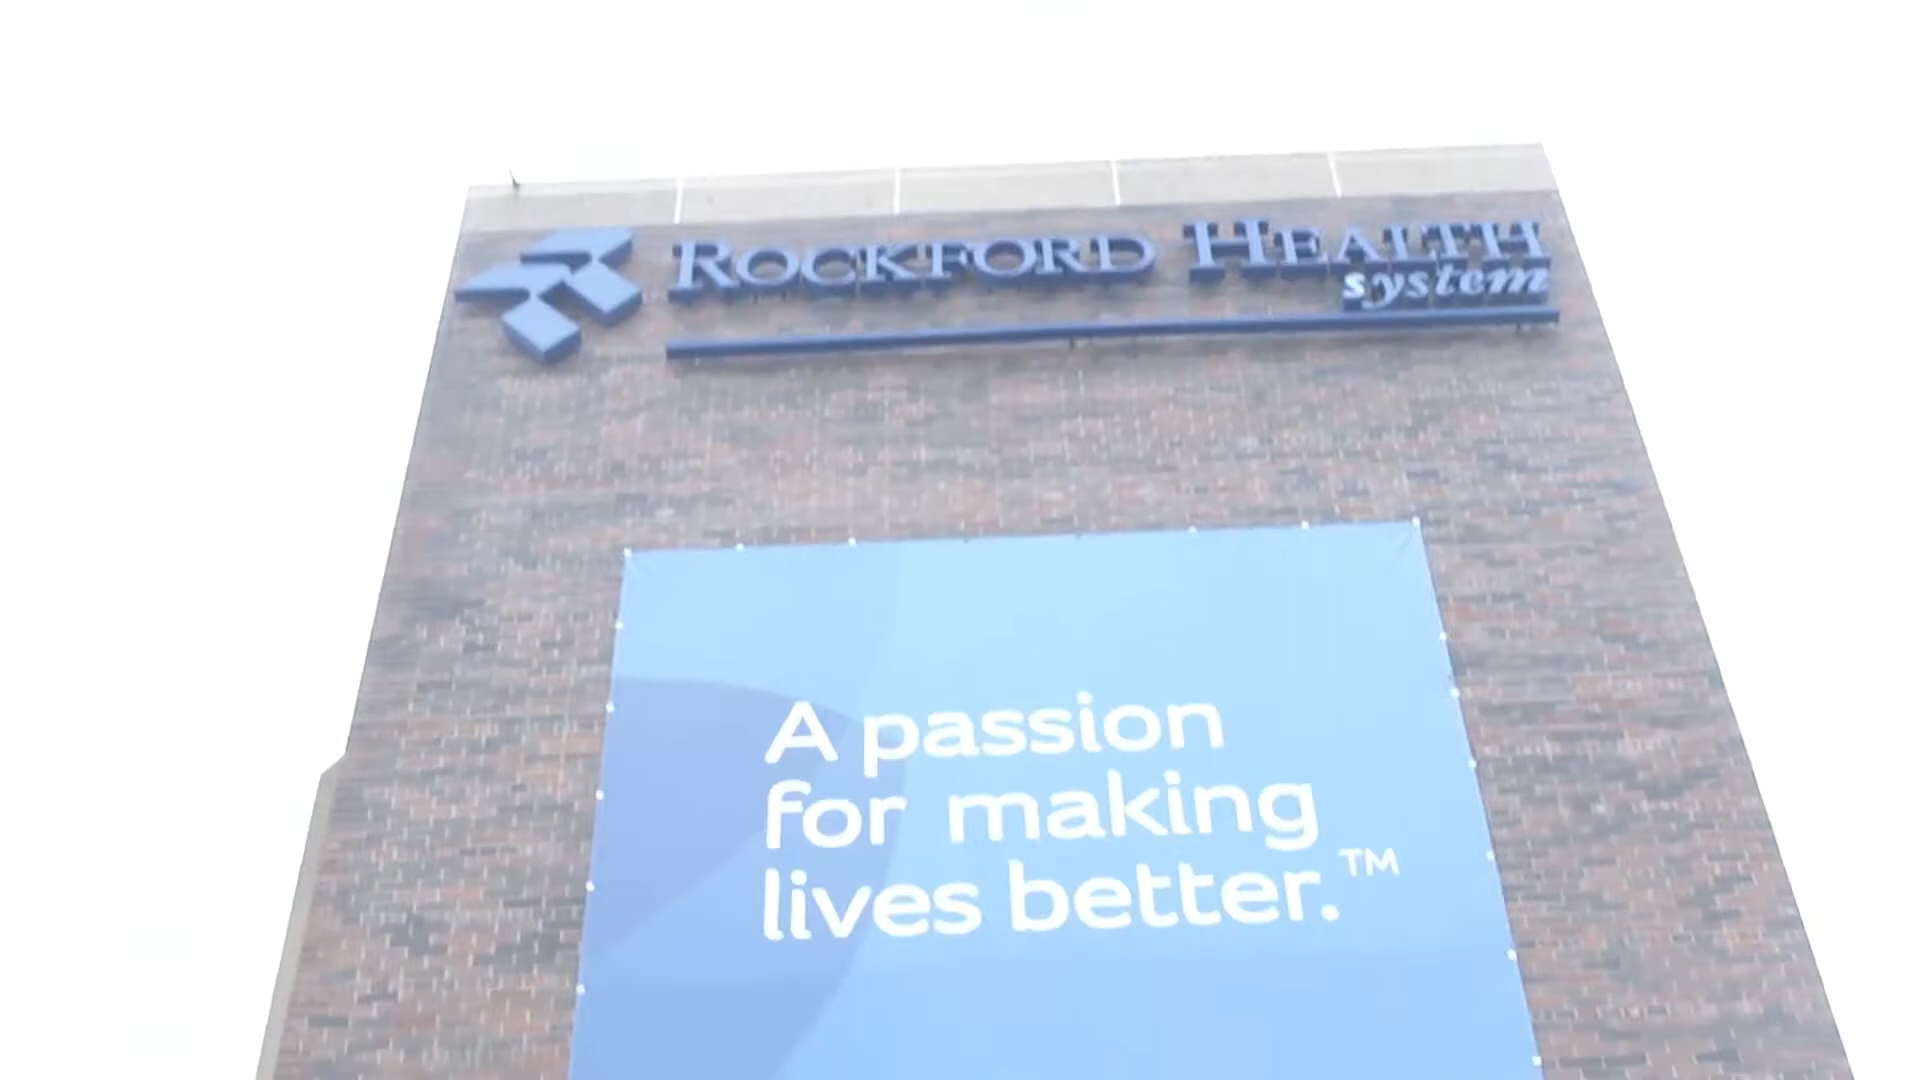 ROCKFORD HEALTH
system
A passion
for making
lives better.™